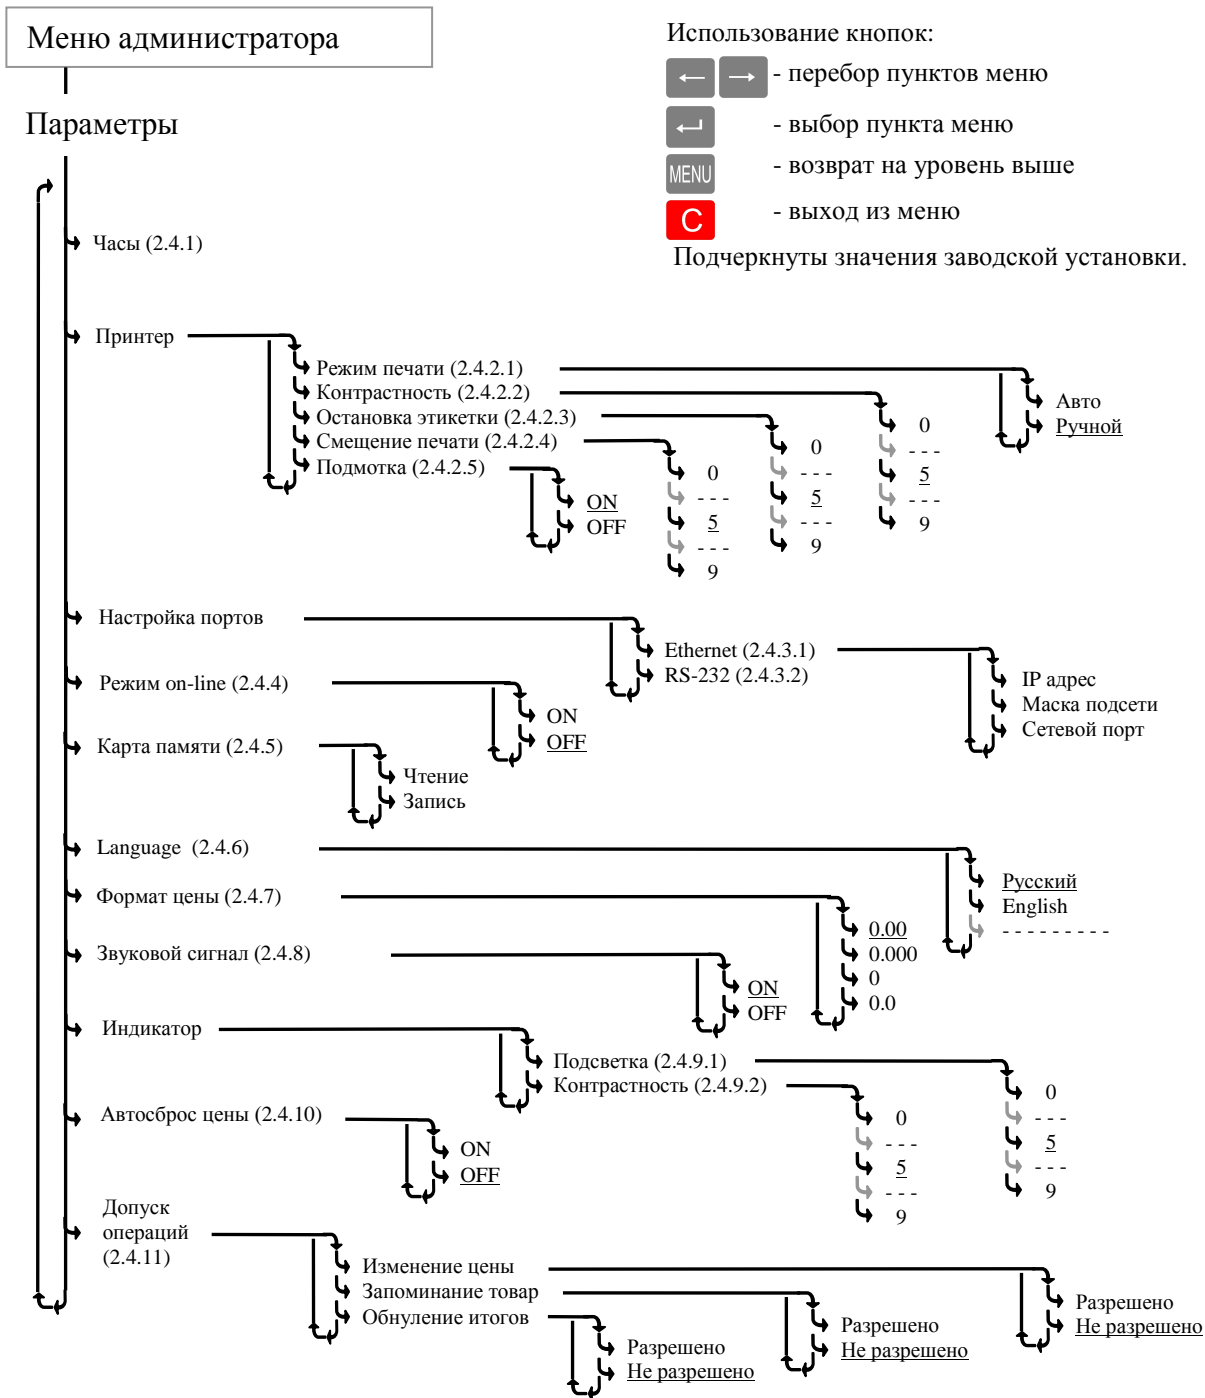 Меню администратора
Использование кнопок:
← → - перебор пунктов меню
- выбор пункта меню
MENU - возврат на уровень выше
C - выход из меню
Подчеркнуты значения заводской установки.
Параметры
Часы (2.4.1)
Принтер
Режим печати (2.4.2.1)
Авто
Ручной
Контрастность (2.4.2.2)
0
- - -
5
- - -
9
Остановка этикетки (2.4.2.3)
0
- - -
5
- - -
9
Смещение печати (2.4.2.4)
0
- - -
5
- - -
9
Подмотка (2.4.2.5)
ON
OFF
Настройка портов
Ethernet (2.4.3.1)
IP адрес
Маска подсети
Сетевой порт
RS-232 (2.4.3.2)
Режим on-line (2.4.4)
ON
OFF
Карта памяти (2.4.5)
Чтение
Запись
Language (2.4.6)
Русский
English
- - - - - - - - -
Формат цены (2.4.7)
0.00
0.000
0
0.0
Звуковой сигнал (2.4.8)
ON
OFF
Индикатор
Подсветка (2.4.9.1)
0
- - -
5
- - -
9
Контрастность (2.4.9.2)
0
- - -
5
- - -
9
Автосброс цены (2.4.10)
ON
OFF
Допуск
операций
(2.4.11)
Изменение цены
Разрешено
Не разрешено
Запоминание товар
Разрешено
Не разрешено
Обнуление итогов
Разрешено
Не разрешено